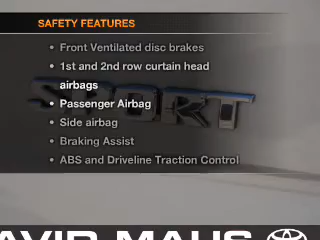 SAFETY FEATURES
• Front Ventilated disc brakes
• 1st and 2nd row curtain head
airbags
• Passenger Airbag
• Side airbag
• Braking Assist
• ABS and Driveline Traction Control
SPORT
DAVID MAUS